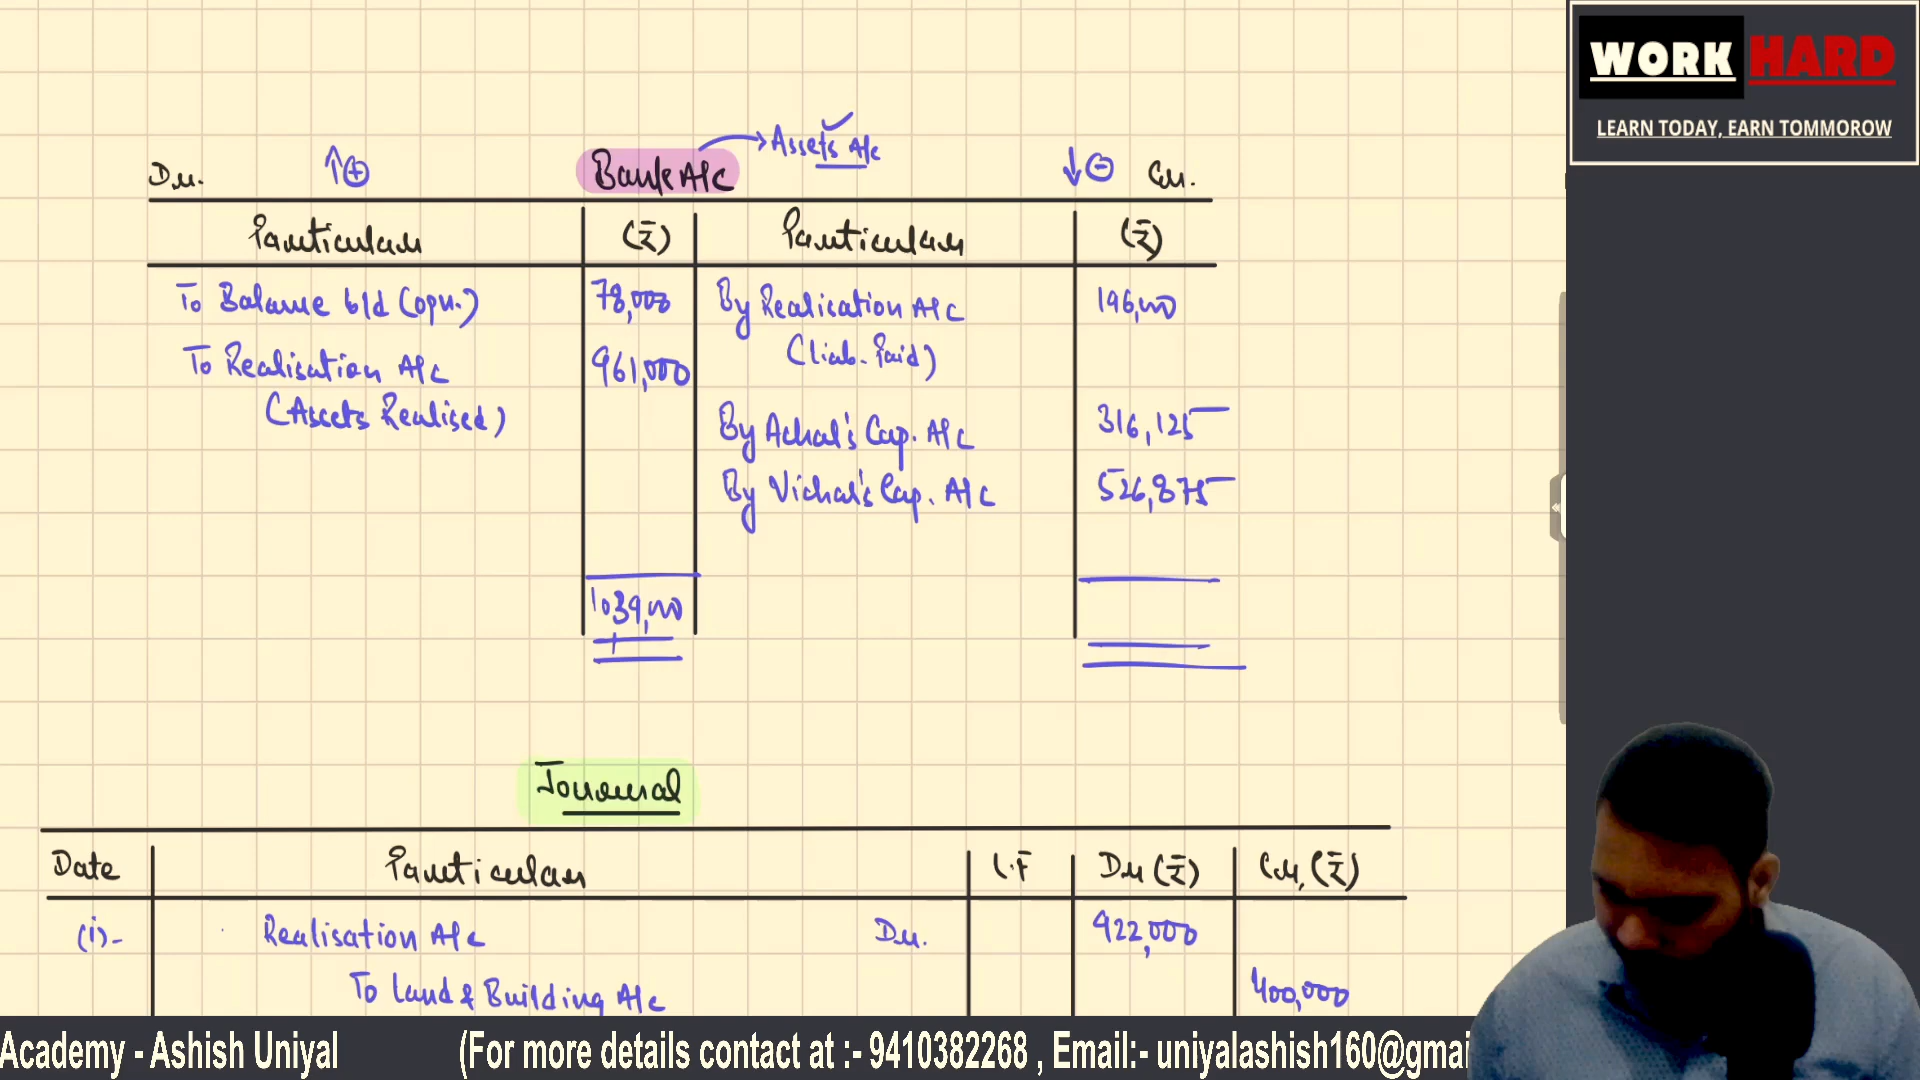 WORK HARD
LEARN TODAY, EARN TOMMOROW
Dr. ↑⊕ Bank A/c → Assets A/c ↓⊖ Cr.
Particulars (₹) Particulars (₹)
To Balance b/d (opn.) 78,000 By Realisation A/c 196,000
(Liab. Paid)
To Realisation A/c 961,000
(Assets Realised)
By Achal's Cap. A/c 316,125
By Vichal's Cap. A/c 526,875
1039,000
Journal
Date Particulars L.F Dr (₹) Cr. (₹)
(i)- Realisation A/c Dr. 922,000
To Land & Building A/c 400,000
Academy - Ashish Uniyal (For more details contact at :- 9410382268 , Email:- uniyalashish160@gmai